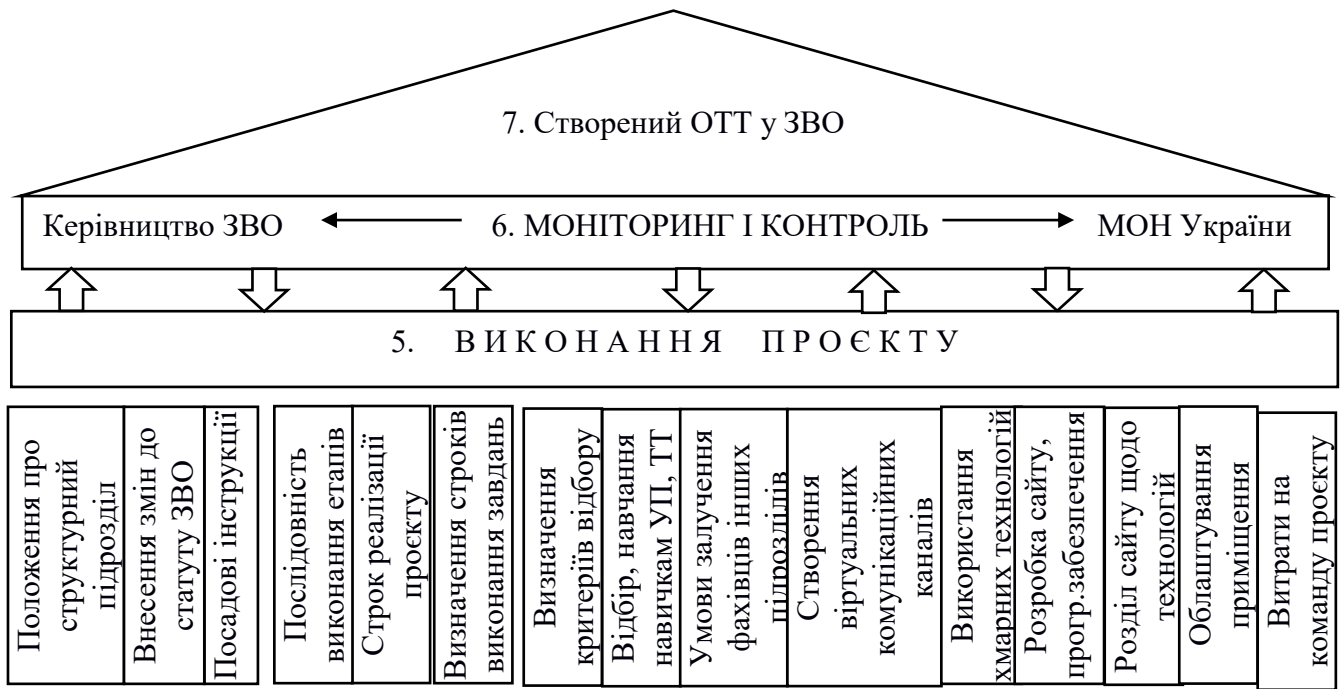 7. Створений ОТТ у ЗВО
Керівництво ЗВО
6. МОНІТОРИНГ І КОНТРОЛЬ
МОН України
5. ВИКОНАННЯ ПРОЄКТУ
Положення про
структурний
підрозділ
Внесення змін до
статуту ЗВО
Посадові інструкції
Послідовність
виконання етапів
Строк реалізації
проєкту
Визначення строків
виконання завдань
Визначення
критеріїв відбору
Відбір, навчання
навичкам УП, ТТ
Умови залучення
фахівців інших
підрозділів
Створення
віртуальних
комунікаційних
каналів
Використання
хмарних технологій
Розробка сайту,
прогр.забезпечення
Розділ сайту щодо
технологій
Облаштування
приміщення
Витрати на
команду проєкту